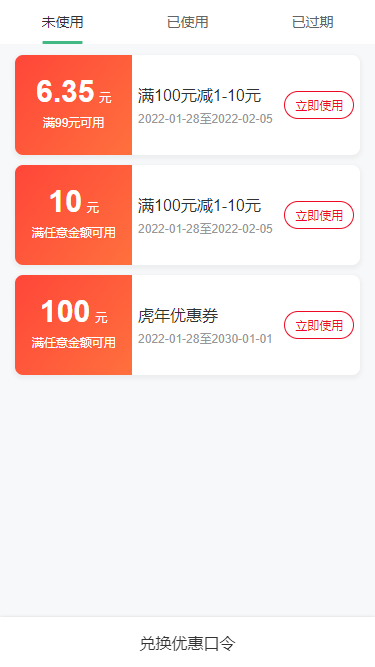 未使用 已使用 已过期
6.35 元
满99元可用
满100元减1-10元
2022-01-28至2022-02-05
立即使用
10 元
满任意金额可用
满100元减1-10元
2022-01-28至2022-02-05
立即使用
100 元
满任意金额可用
虎年优惠券
2022-01-28至2030-01-01
立即使用
兑换优惠口令